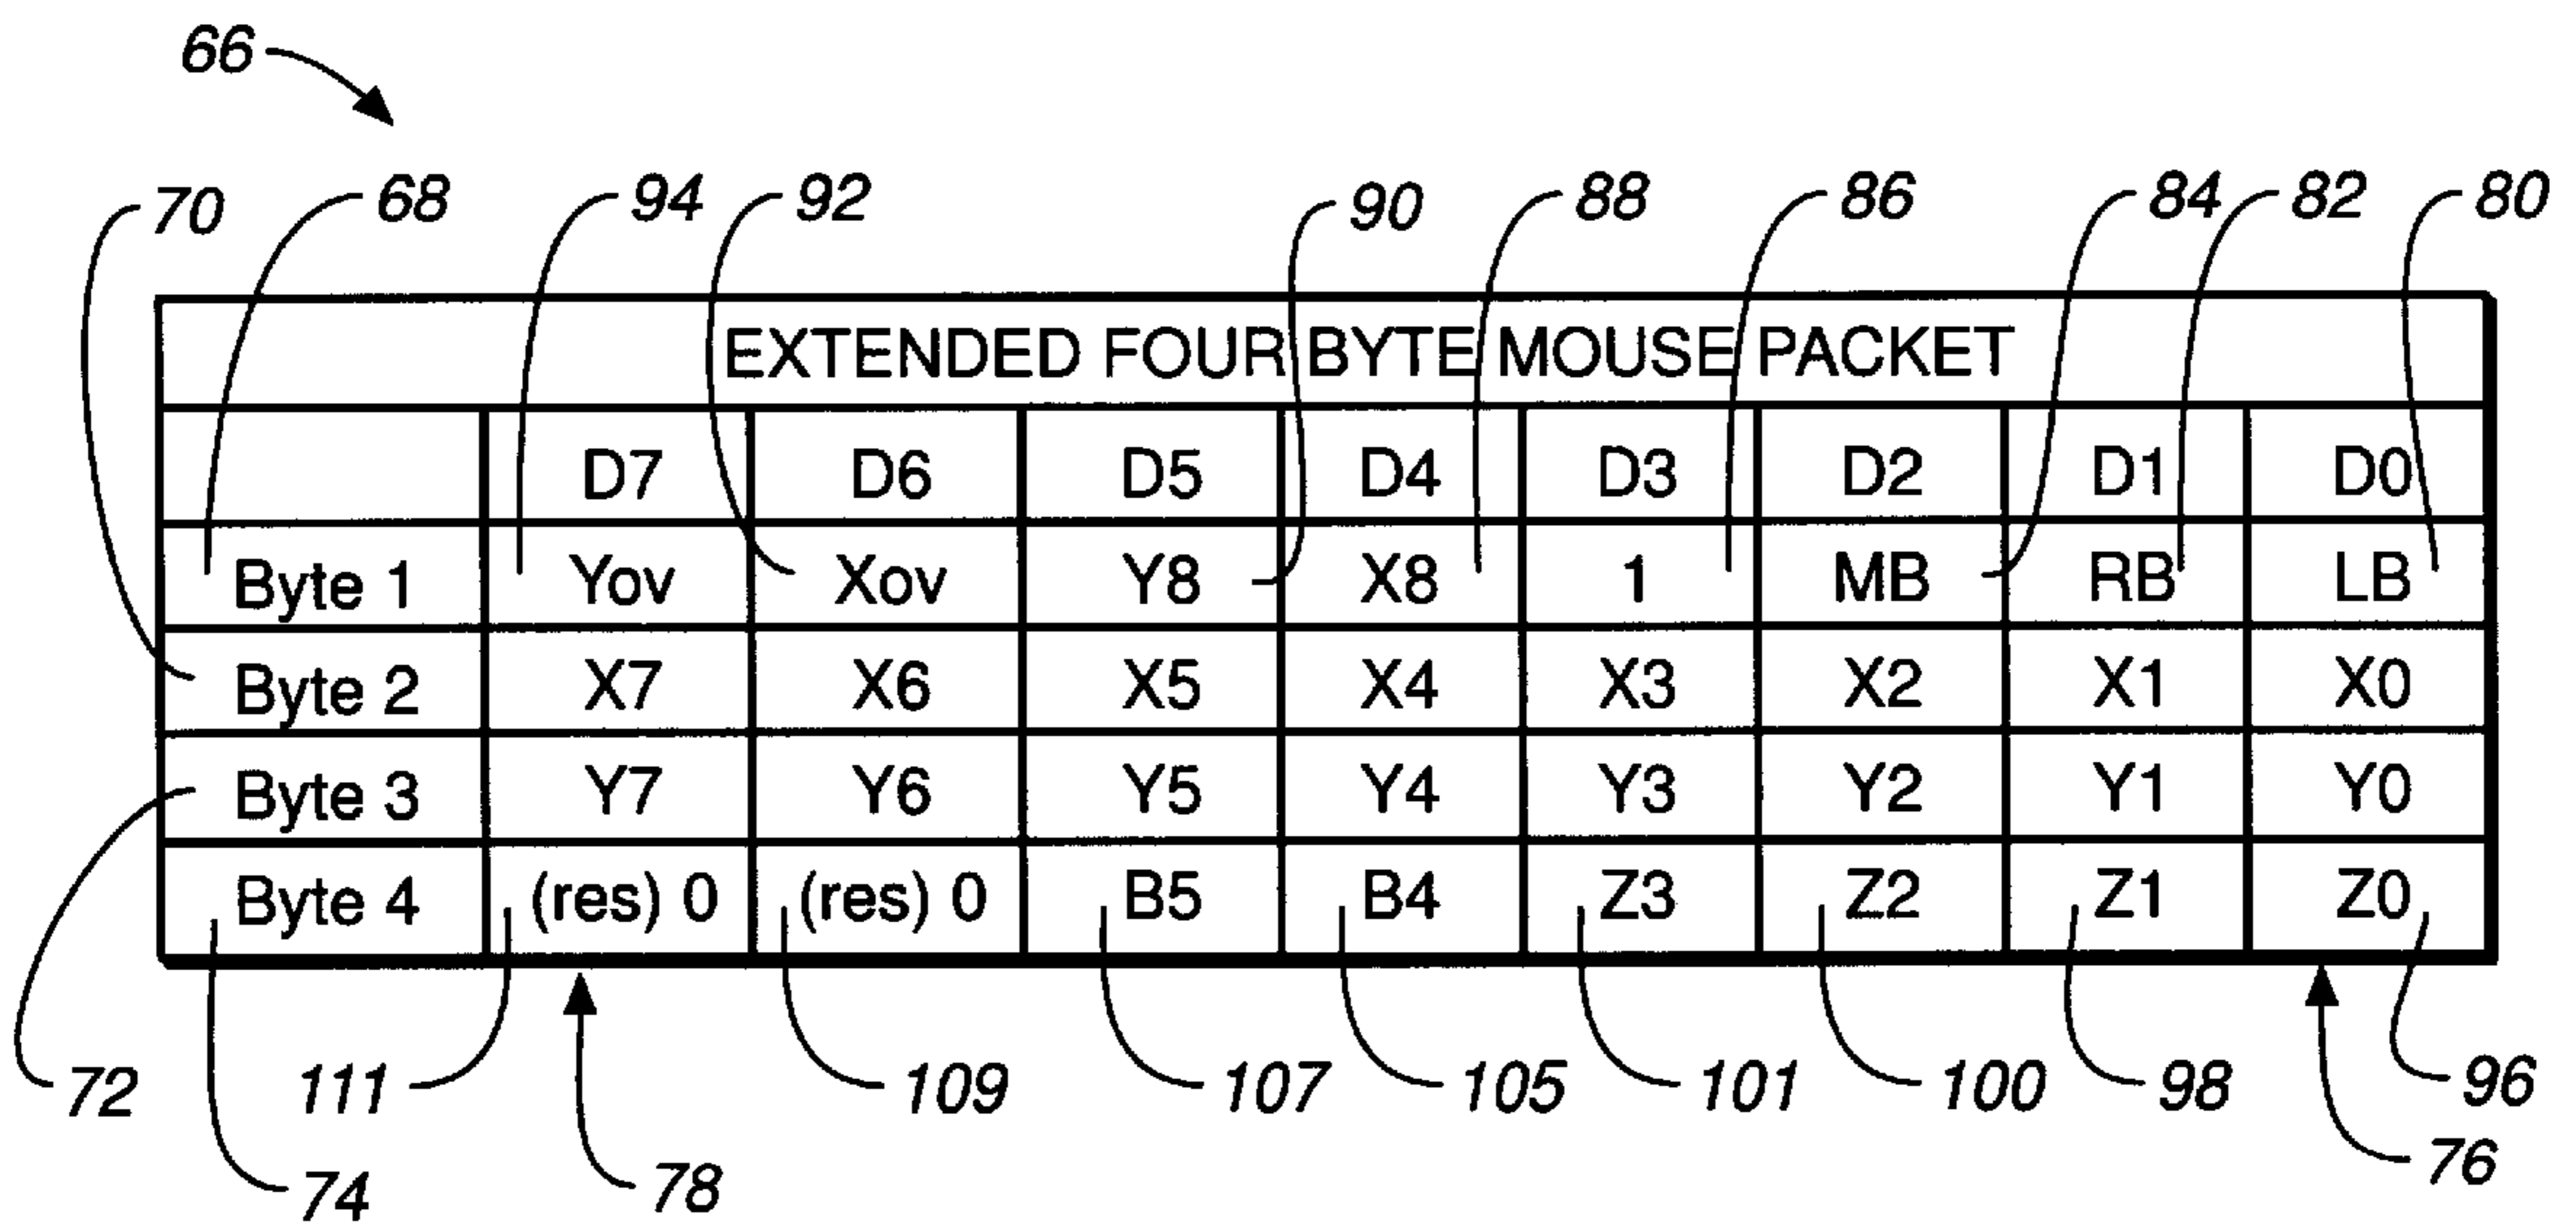 66
70 68 94 92 90 88 86 84 82 80
EXTENDED FOUR BYTE MOUSE PACKET
D7 D6 D5 D4 D3 D2 D1 D0
Byte 1 Yov Xov Y8 X8 1 MB RB LB
Byte 2 X7 X6 X5 X4 X3 X2 X1 X0
Byte 3 Y7 Y6 Y5 Y4 Y3 Y2 Y1 Y0
Byte 4 (res) 0 (res) 0 B5 B4 Z3 Z2 Z1 Z0
72 111 109 107 105 101 100 98 96
74 78 76